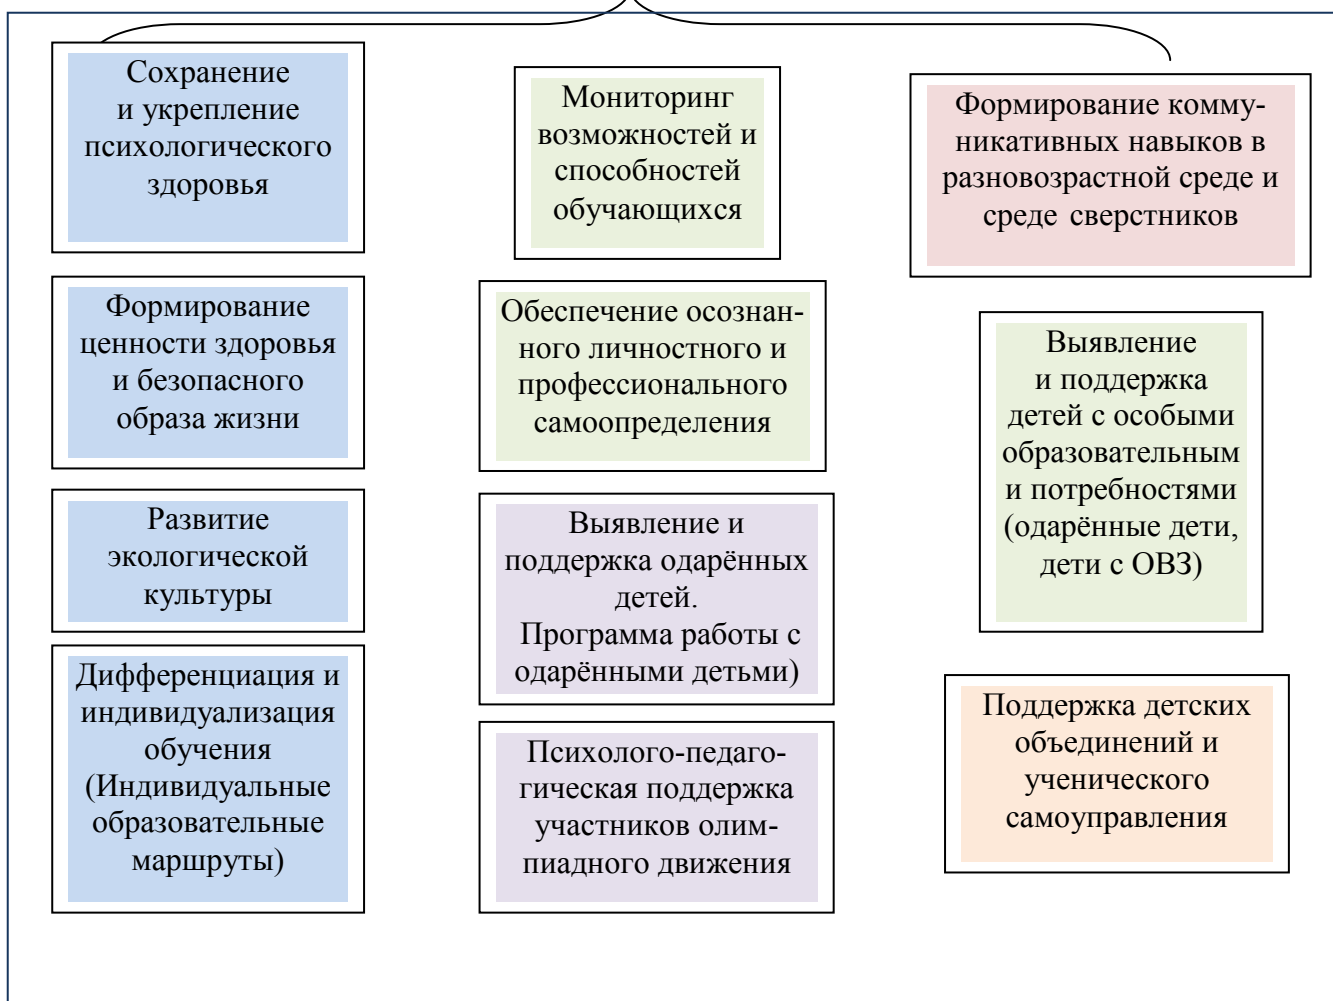 Сохранение
и укрепление
психологического
здоровья
Формирование
ценности здоровья
и безопасного
образа жизни
Развитие
экологической
культуры
Дифференциация и
индивидуализация
обучения
(Индивидуальные
образовательные
маршруты)
Мониторинг
возможностей и
способностей
обучающихся
Обеспечение осознан-
ного личностного и
профессионального
самоопределения
Выявление и
поддержка одарённых
детей.
Программа работы с
одарёнными детьми)
Психолого-педаго-
гическая поддержка
участников олим-
пиадного движения
Формирование комму-
никативных навыков в
разновозрастной среде и
среде сверстников
Выявление
и поддержка
детей с особыми
образовательным
и потребностями
(одарённые дети,
дети с ОВЗ)
Поддержка детских
объединений и
ученического
самоуправления